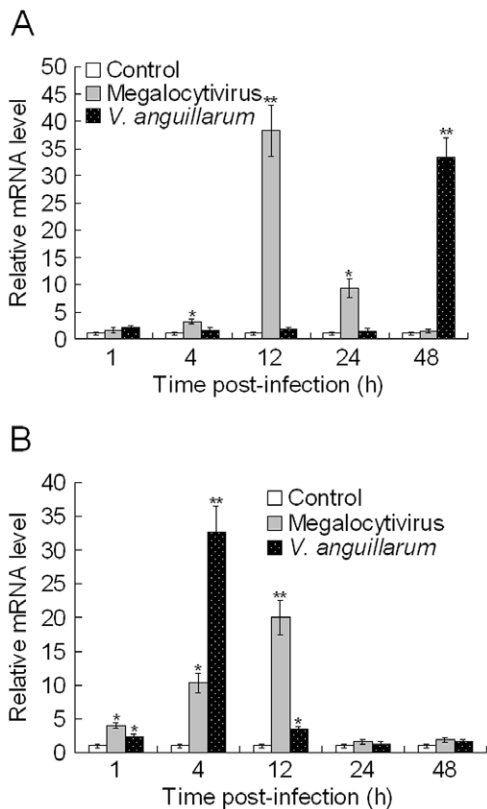 A
50
45
40
35
30
25
20
15
10
5
0
Relative mRNA level
Control
Megalocytivirus
V. anguillarum
*
**
*
**
1 4 12 24 48
Time post-infection (h)
B
40
35
30
25
20
15
10
5
0
Relative mRNA level
Control
Megalocytivirus
V. anguillarum
* *
* **
** *
1 4 12 24 48
Time post-infection (h)